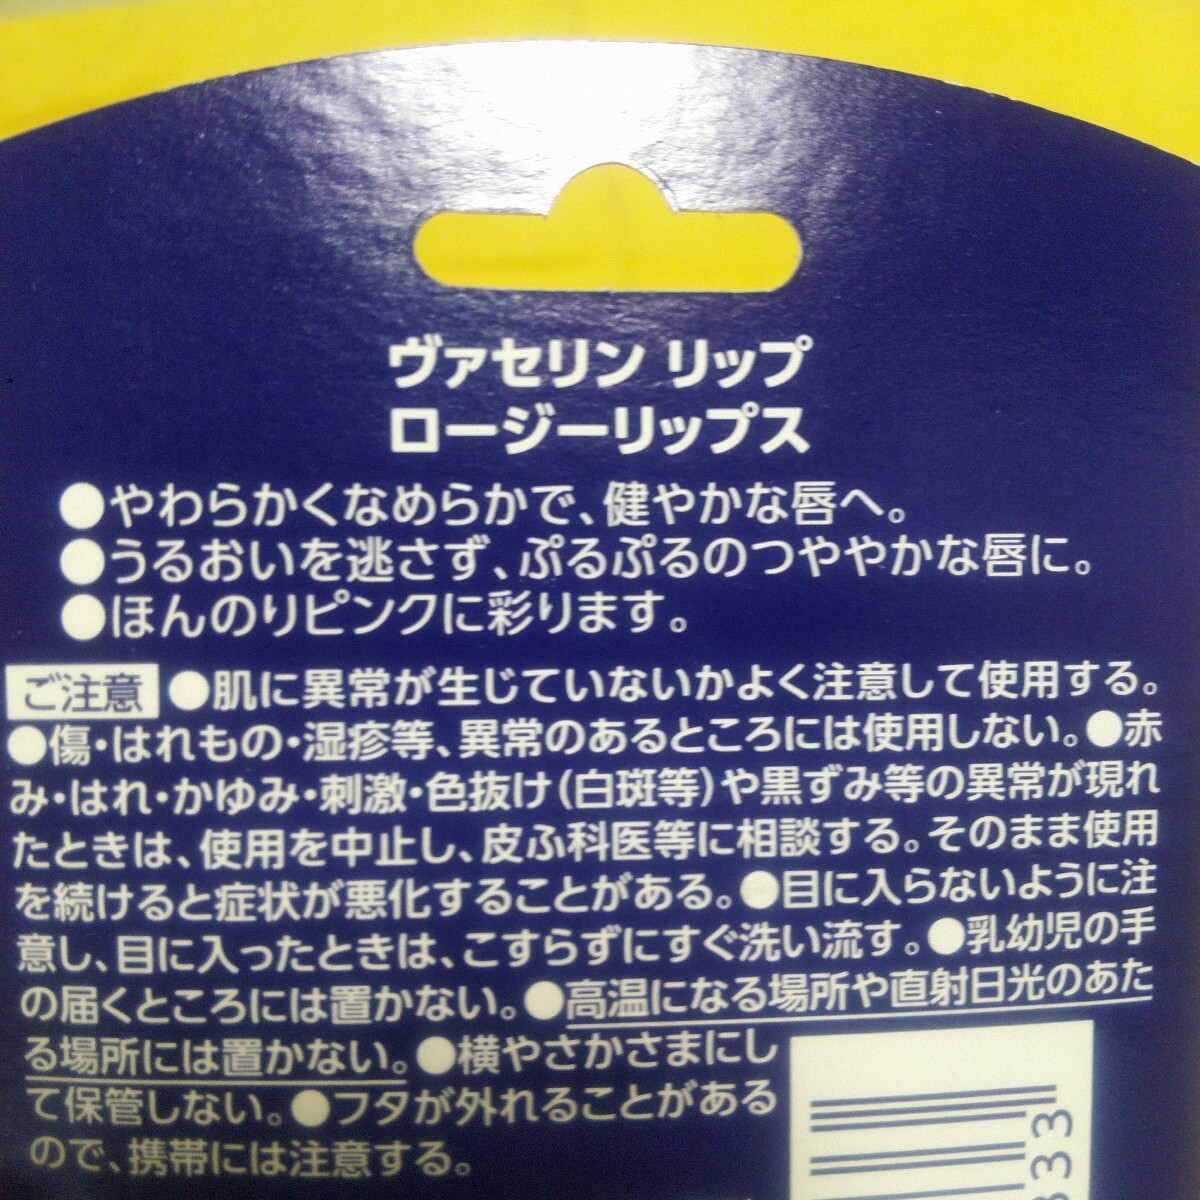 ヴァセリン リップ
ロージーリップス
●やわらかくなめらかで、健やかな唇へ。
●うるおいを逃さず、ぷるぷるのつややかな唇に。
●ほんのりピンクに彩ります。
ご注意 ●肌に異常が生じていないかよく注意して使用する。
●傷・はれもの・湿疹等、異常のあるところには使用しない。●赤
み・はれ・かゆみ・刺激・色抜け(白斑等)や黒ずみ等の異常が現れ
たときは、使用を中止し、皮ふ科医等に相談する。そのまま使用
を続けると症状が悪化することがある。●目に入らないように注
意し、目に入ったときは、こすらずにすぐ洗い流す。●乳幼児の手
の届くところには置かない。●高温になる場所や直射日光のあた
る場所には置かない。●横やさかさまにし
て保管しない。●フタが外れることがある
ので、携帯には注意する。
33